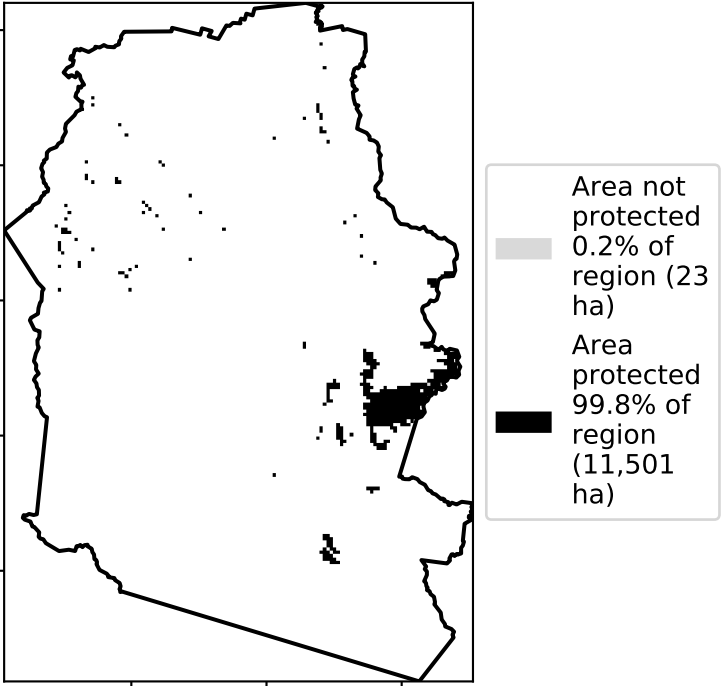 Area not
protected
0.2% of
region (23
ha)
Area
protected
99.8% of
region
(11,501
ha)